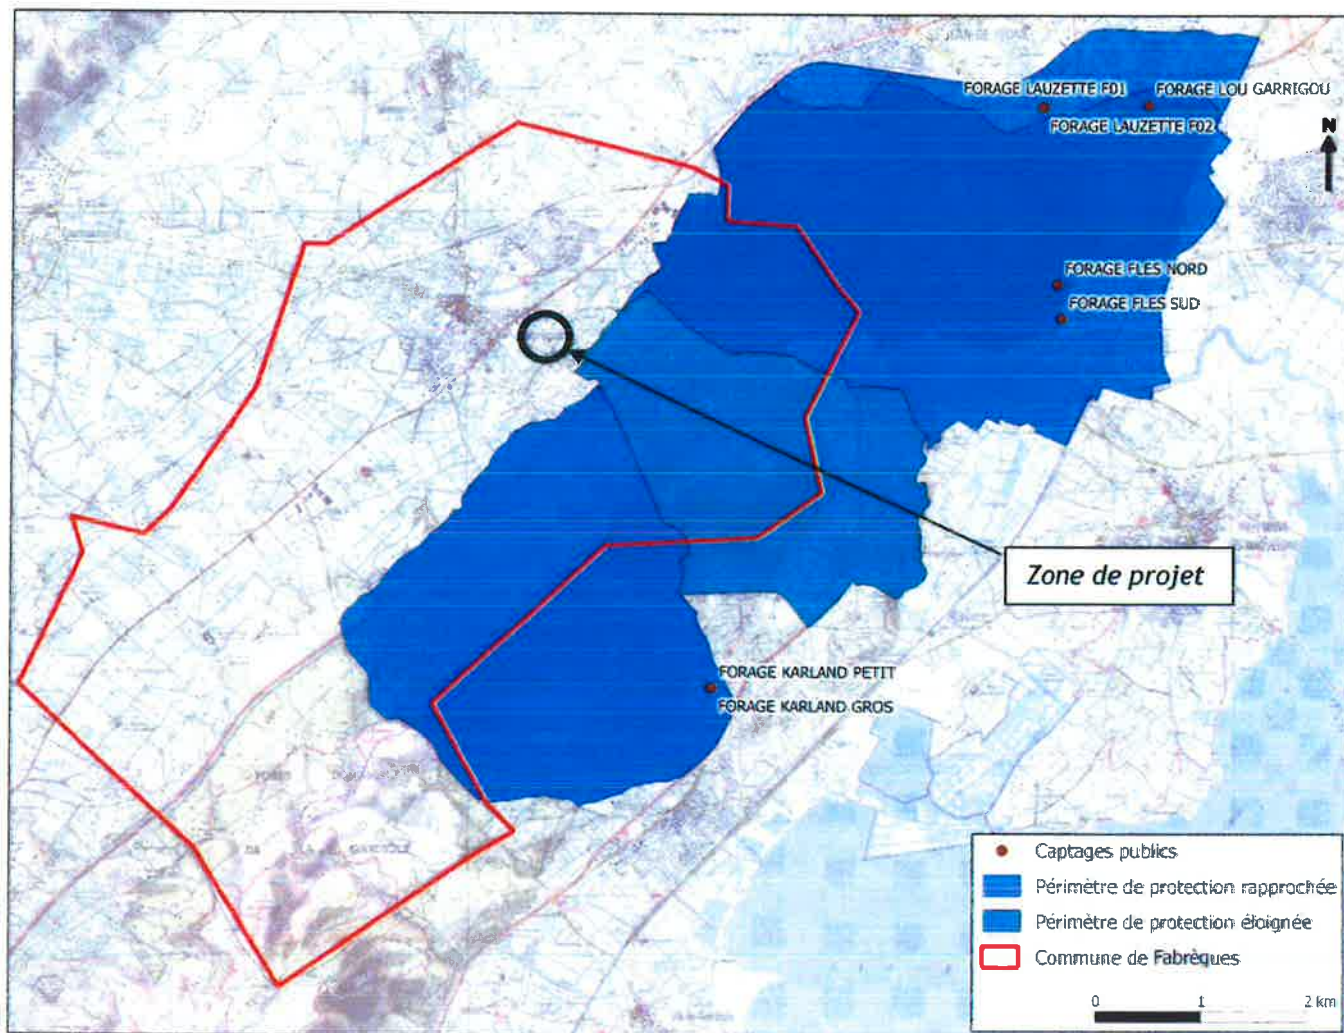 FORAGE LAUZETTE F01
FORAGE LOU GARRIGOU
FORAGE LAUZETTE F02
N
FORAGE FLES NORD
FORAGE FLES SUD
Zone de projet
FORAGE KARLAND PETIT
FORAGE KARLAND GROS
Captages publics
Périmètre de protection rapprochée
Périmètre de protection éloignée
Commune de Fabrègues
0 1 2 km